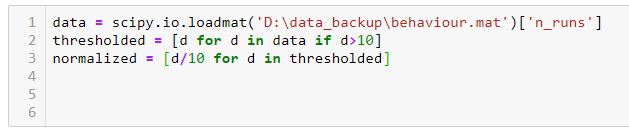 1 data = scipy.io.loadmat('D:\data_backup\behaviour.mat')['n_runs']
2 thresholded = [d for d in data if d>10]
3 normalized = [d/10 for d in thresholded]
4
5
6